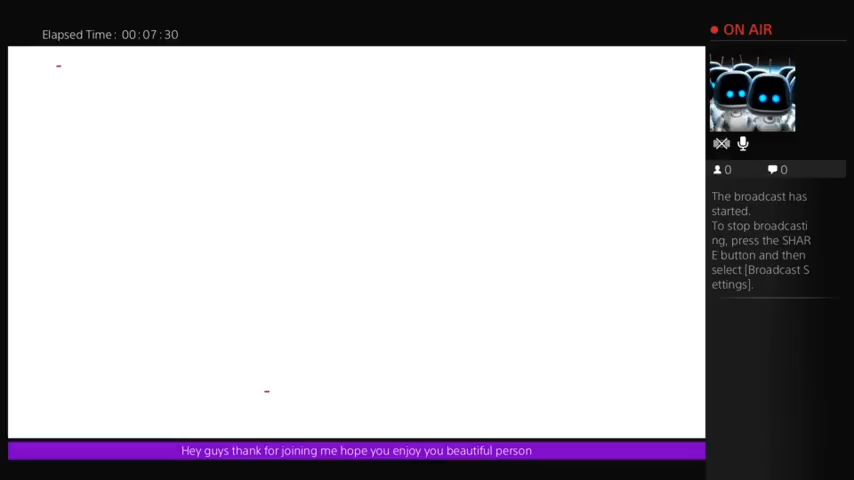 Elapsed Time: 00:07:30
ON AIR
0 0
The broadcast has
started.
To stop broadcasti
ng, press the SHAR
E button and then
select [Broadcast S
ettings].
Hey guys thank for joining me hope you enjoy you beautiful person